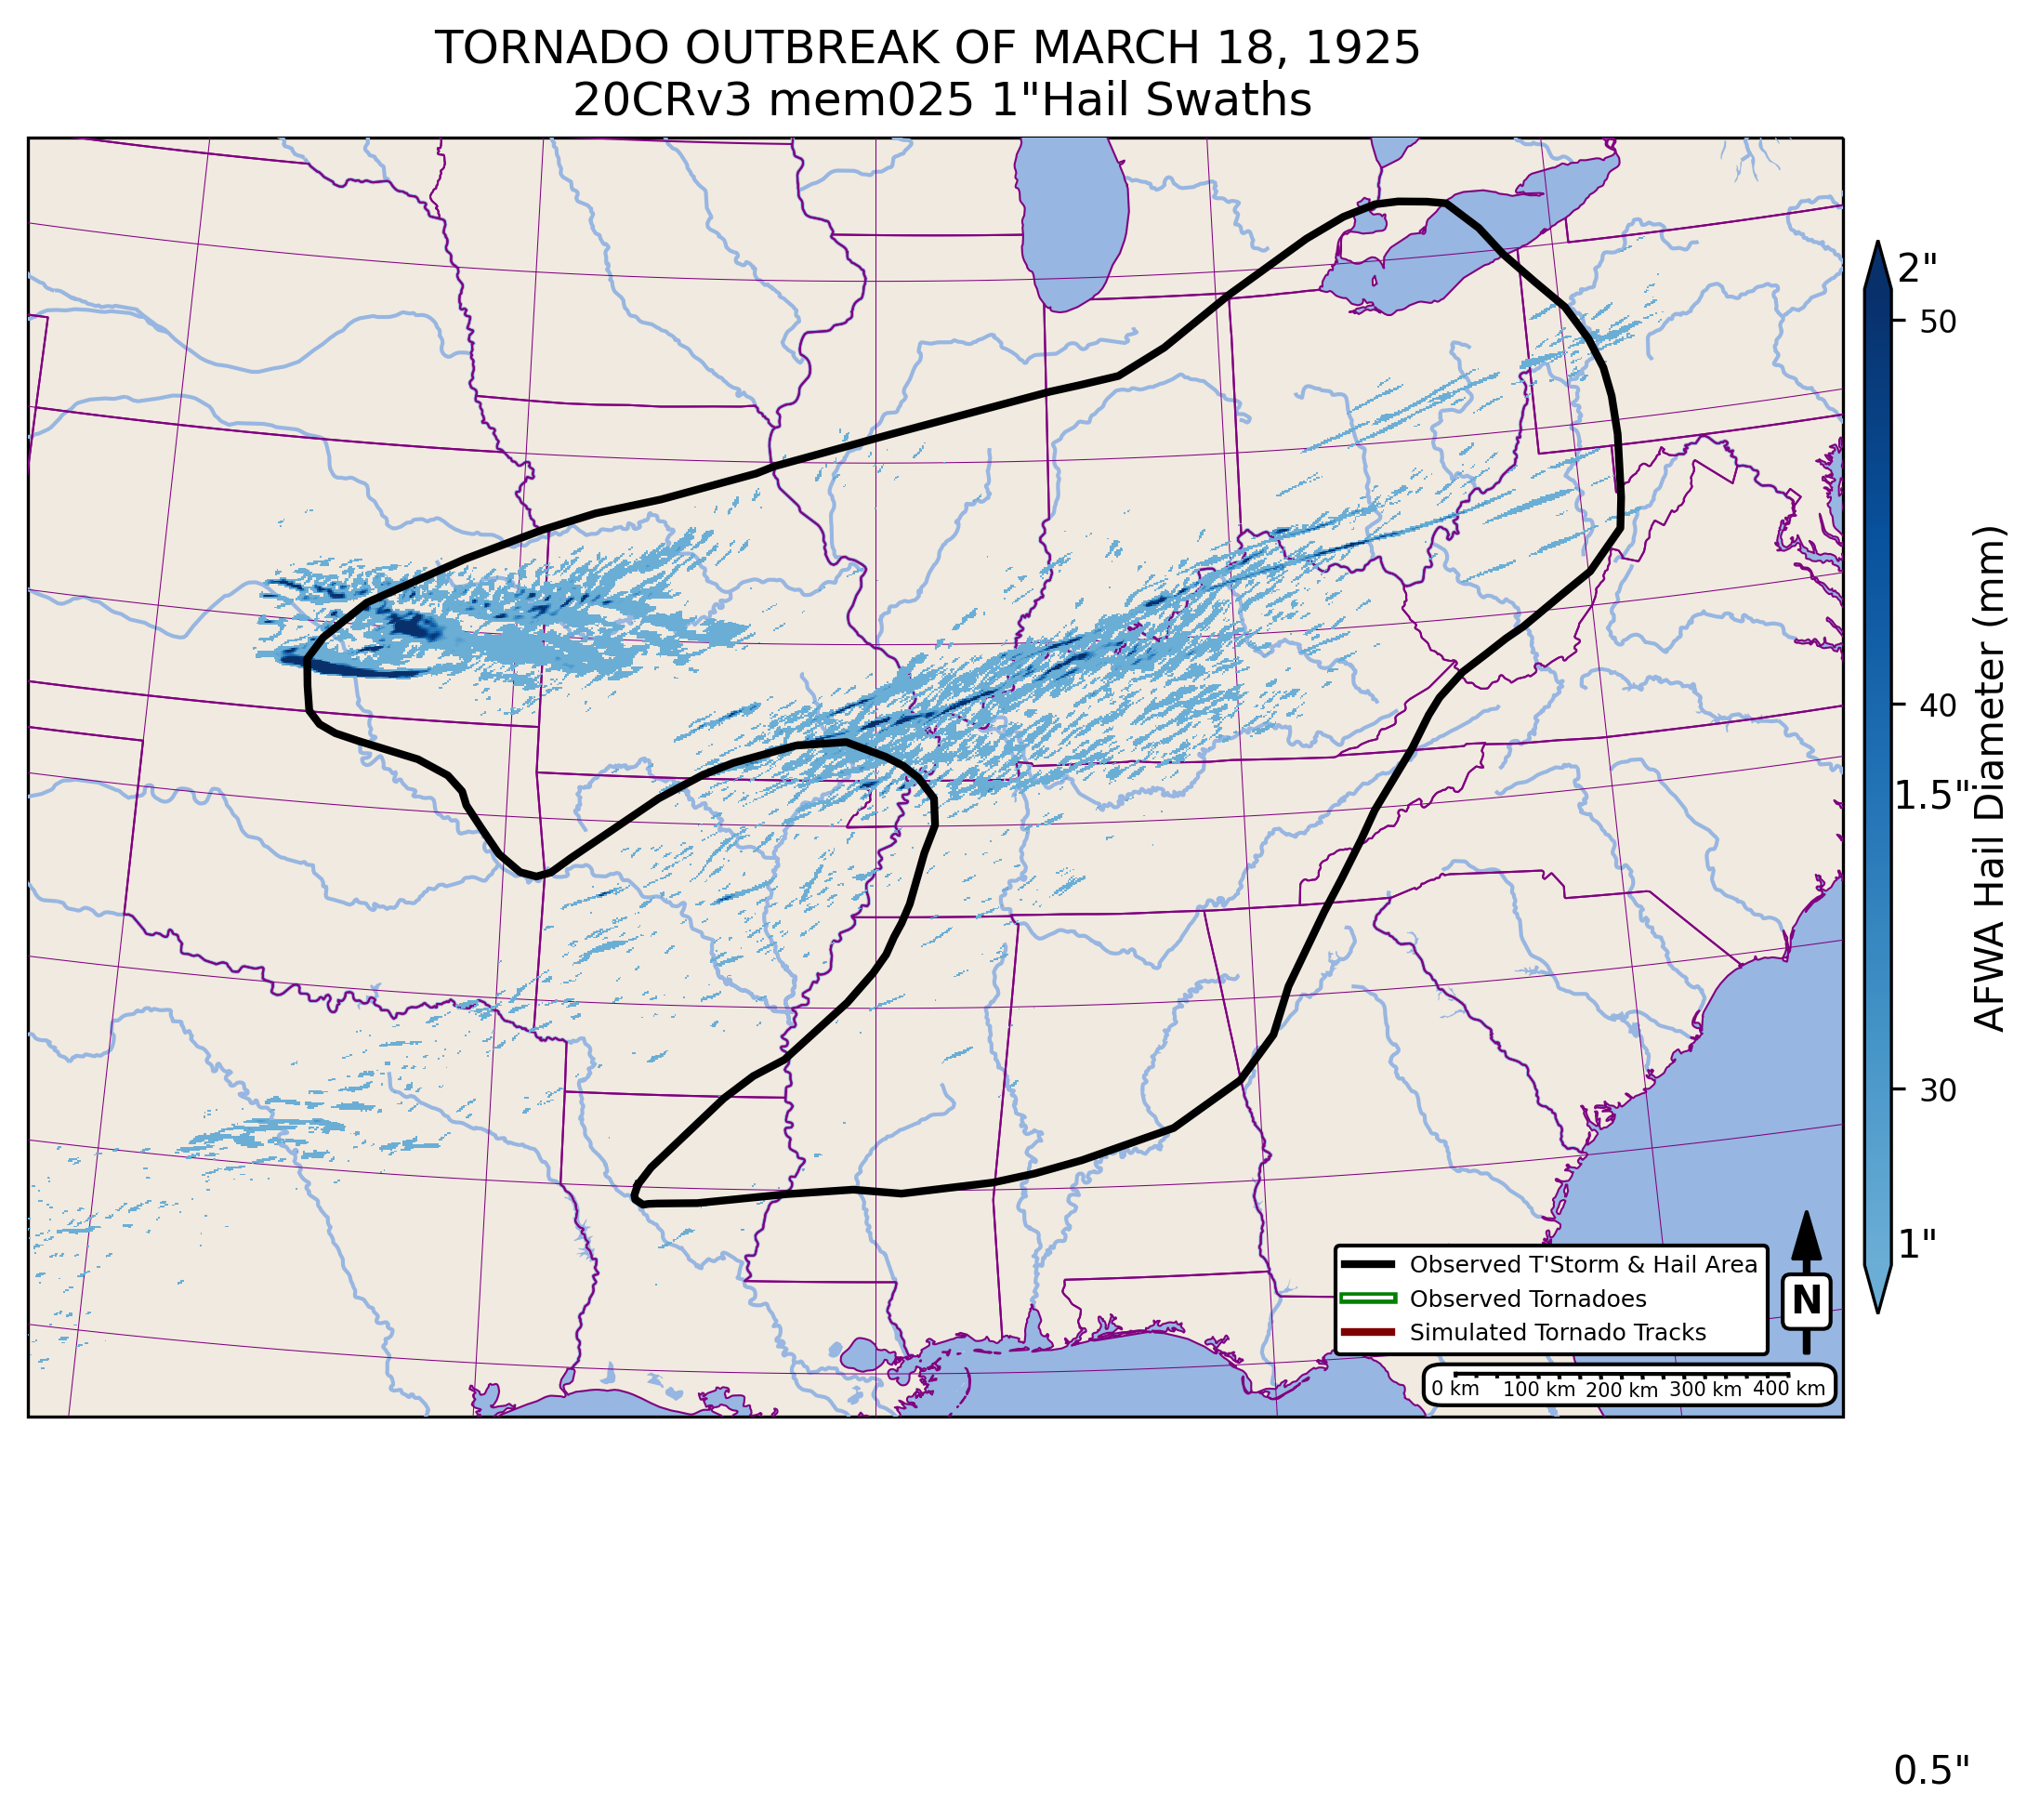 TORNADO OUTBREAK OF MARCH 18, 1925
20CRv3 mem025 1"Hail Swaths
2"
50
40
1.5"
30
1"
AFWA Hail Diameter (mm)
Observed T'Storm & Hail Area
Observed Tornadoes
Simulated Tornado Tracks
N
0 km 100 km 200 km 300 km 400 km
0.5"